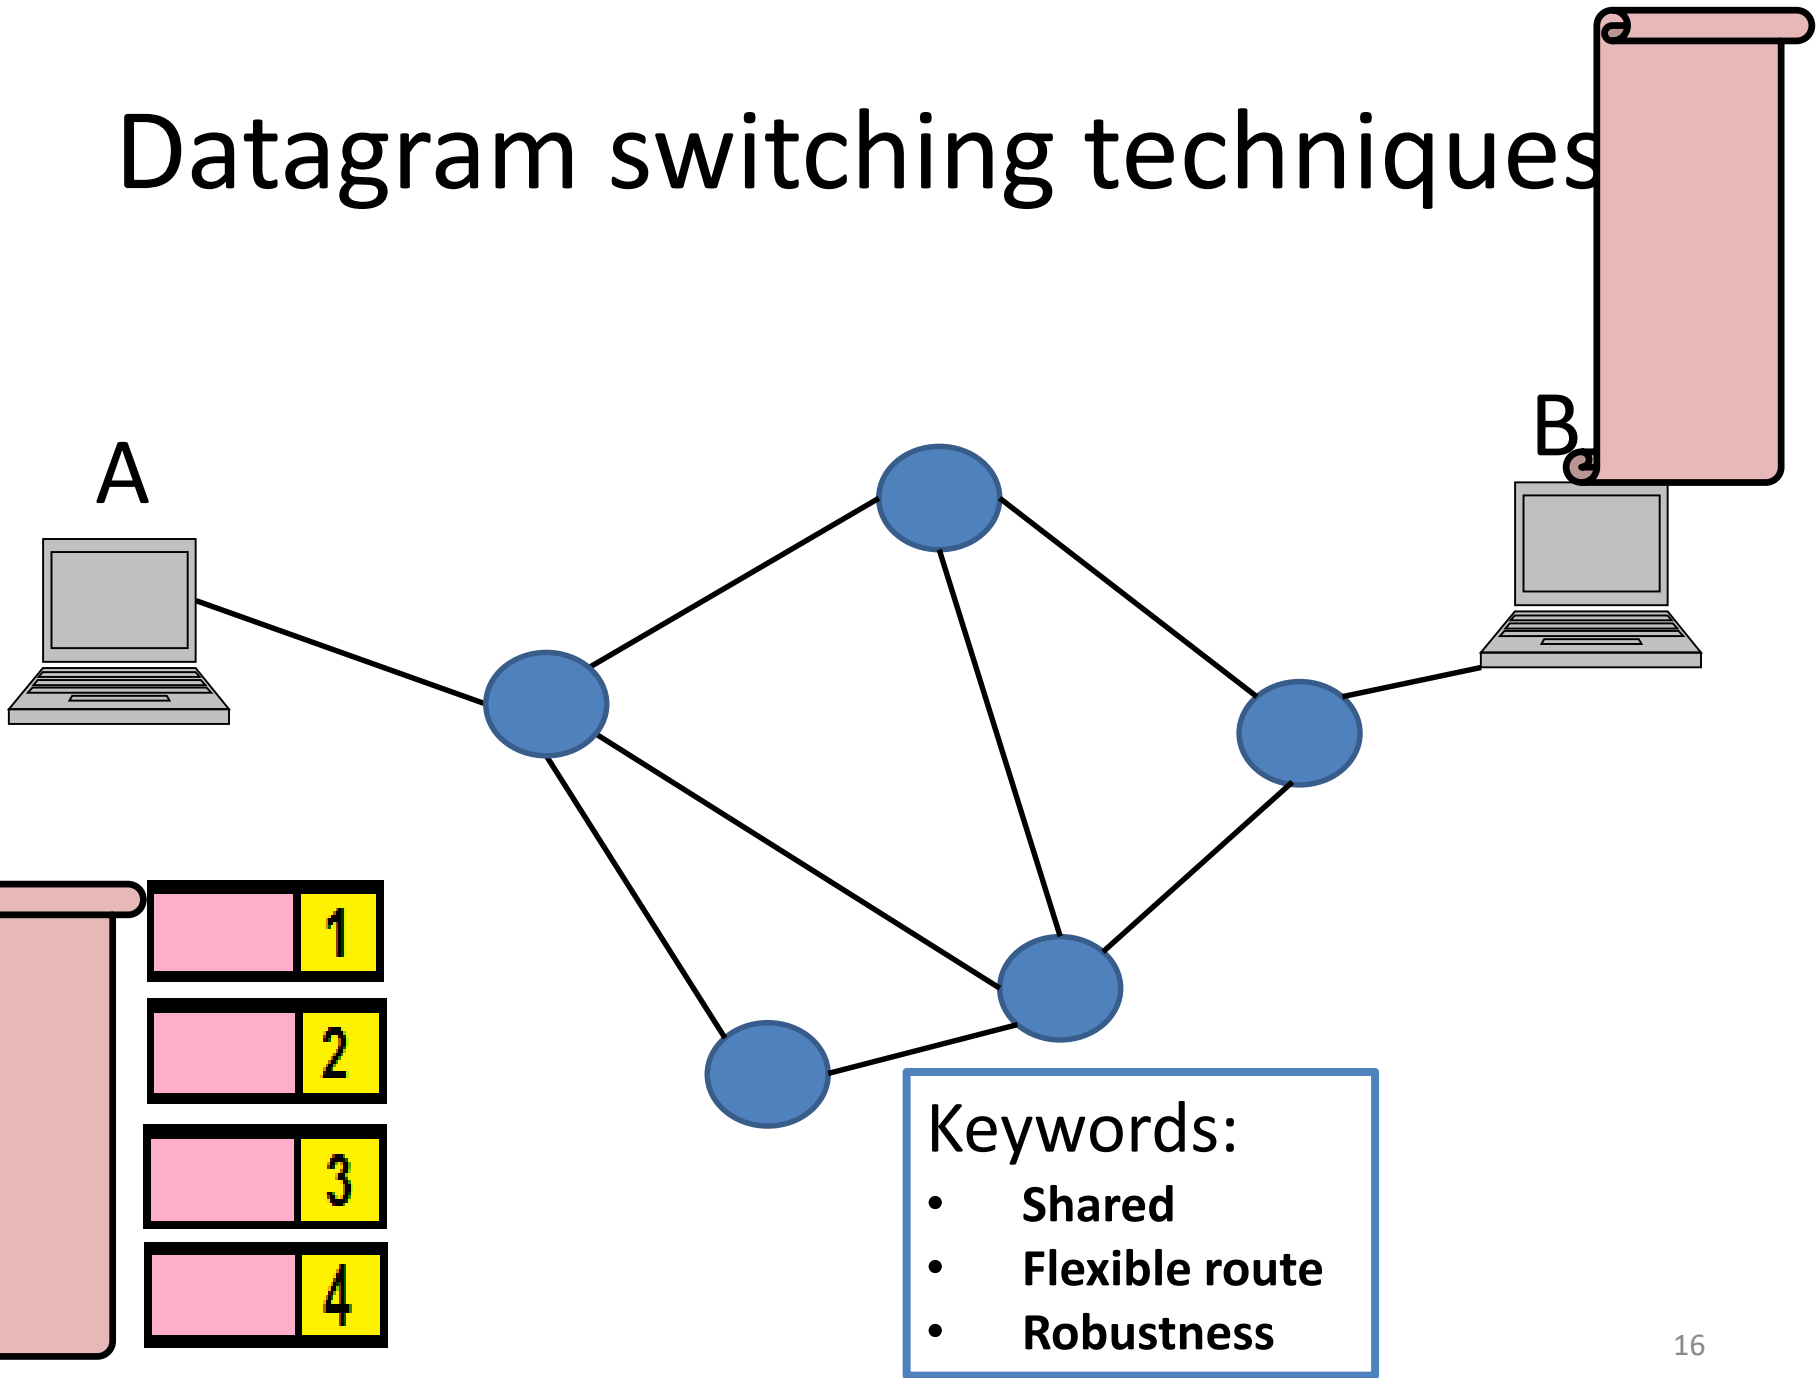 Datagram switching techniques
A
B
1
2
3
4
Keywords:
• Shared
• Flexible route
• Robustness
16